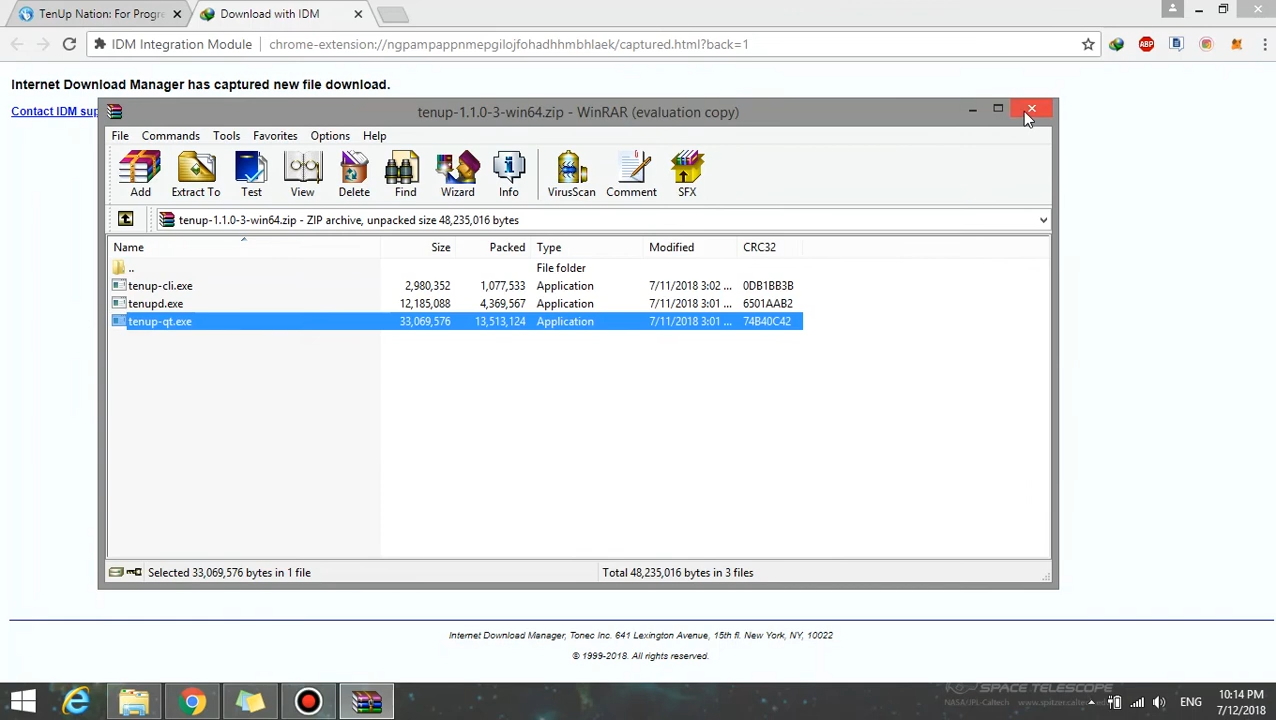 TenUp Nation: For Progre
Download with IDM
IDM Integration Module
chrome-extension://ngpampappnmepgilojfohadhhmbhlaek/captured.html?back=1
ABP
Internet Download Manager has captured new file download.
Contact IDM sup
tenup-1.1.0-3-win64.zip - WinRAR (evaluation copy)
File Commands Tools Favorites Options Help
Add Extract To Test View Delete Find Wizard Info VirusScan Comment SFX
tenup-1.1.0-3-win64.zip - ZIP archive, unpacked size 48,235,016 bytes
Name Size Packed Type Modified CRC32
.. File folder
tenup-cli.exe 2,980,352 1,077,533 Application 7/11/2018 3:02 ... 0DB1BB3B
tenupd.exe 12,185,088 4,369,567 Application 7/11/2018 3:01 ... 6501AAB2
tenup-qt.exe 33,069,576 13,513,124 Application 7/11/2018 3:01 ... 74B40C42
Selected 33,069,576 bytes in 1 file
Total 48,235,016 bytes in 3 files
Internet Download Manager, Tonec Inc. 641 Lexington Avenue, 15th fl. New York, NY, 10022
© 1999-2018. All rights reserved.
SPACE TELESCOPE
NASA/JPL-Caltech
ENG
10:14 PM
7/12/2018